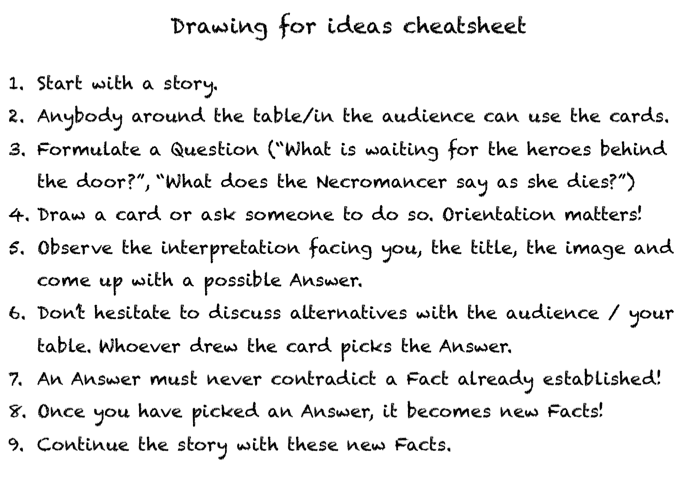 Drawing for ideas cheatsheet
1. Start with a story.
2. Anybody around the table/in the audience can use the cards.
3. Formulate a Question (“What is waiting for the heroes behind
the door?”, “What does the Necromancer say as she dies?”)
4. Draw a card or ask someone to do so. Orientation matters!
5. Observe the interpretation facing you, the title, the image and
come up with a possible Answer.
6. Don't hesitate to discuss alternatives with the audience / your
table. Whoever drew the card picks the Answer.
7. An Answer must never contradict a Fact already established!
8. Once you have picked an Answer, it becomes new Facts!
9. Continue the story with these new Facts.